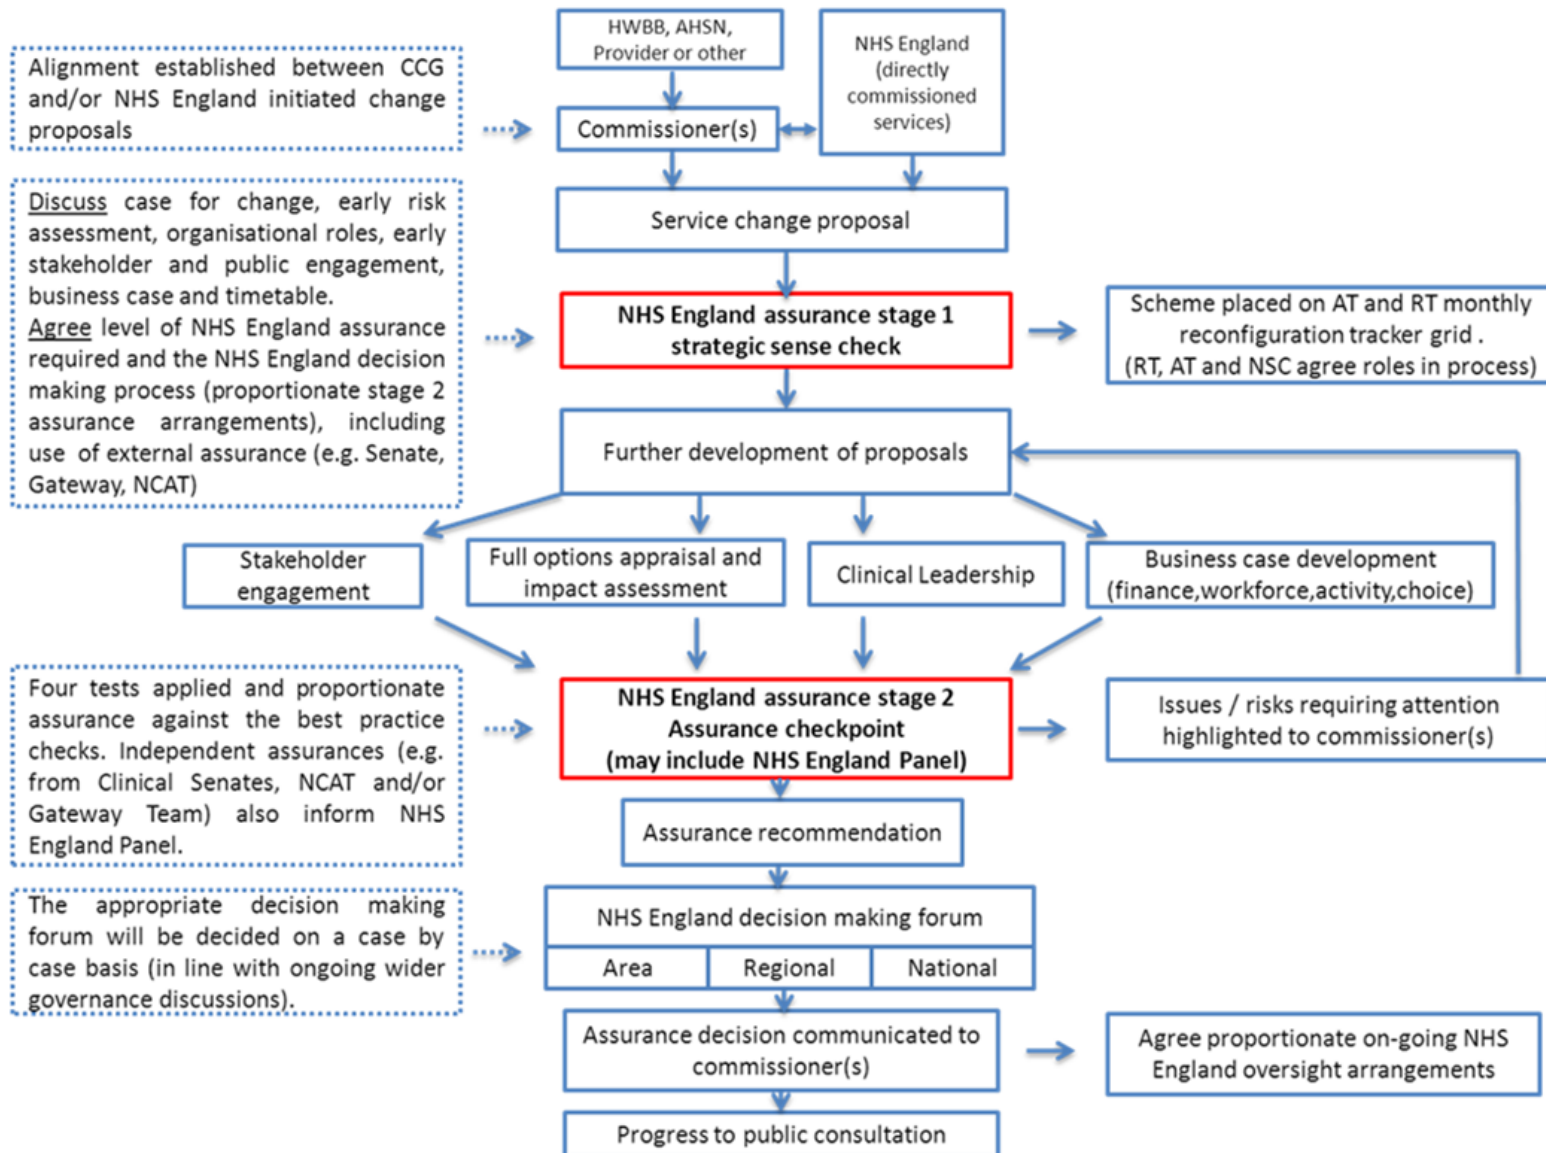 HWBB, AHSN,
Provider or other
NHS England
(directly
commissioned
services)
Alignment established between CCG
and/or NHS England initiated change
proposals
Commissioner(s)
Discuss case for change, early risk
assessment, organisational roles, early
stakeholder and public engagement,
business case and timetable.
Agree level of NHS England assurance
required and the NHS England decision
making process (proportionate stage 2
assurance arrangements), including
use of external assurance (e.g. Senate,
Gateway, NCAT)
Service change proposal
NHS England assurance stage 1
strategic sense check
Scheme placed on AT and RT monthly
reconfiguration tracker grid .
(RT, AT and NSC agree roles in process)
Further development of proposals
Stakeholder
engagement
Full options appraisal and
impact assessment
Clinical Leadership
Business case development
(finance,workforce,activity,choice)
Four tests applied and proportionate
assurance against the best practice
checks. Independent assurances (e.g.
from Clinical Senates, NCAT and/or
Gateway Team) also inform NHS
England Panel.
NHS England assurance stage 2
Assurance checkpoint
(may include NHS England Panel)
Issues / risks requiring attention
highlighted to commissioner(s)
Assurance recommendation
The appropriate decision making
forum will be decided on a case by
case basis (in line with ongoing wider
governance discussions).
NHS England decision making forum
Area
Regional
National
Assurance decision communicated to
commissioner(s)
Agree proportionate on-going NHS
England oversight arrangements
Progress to public consultation